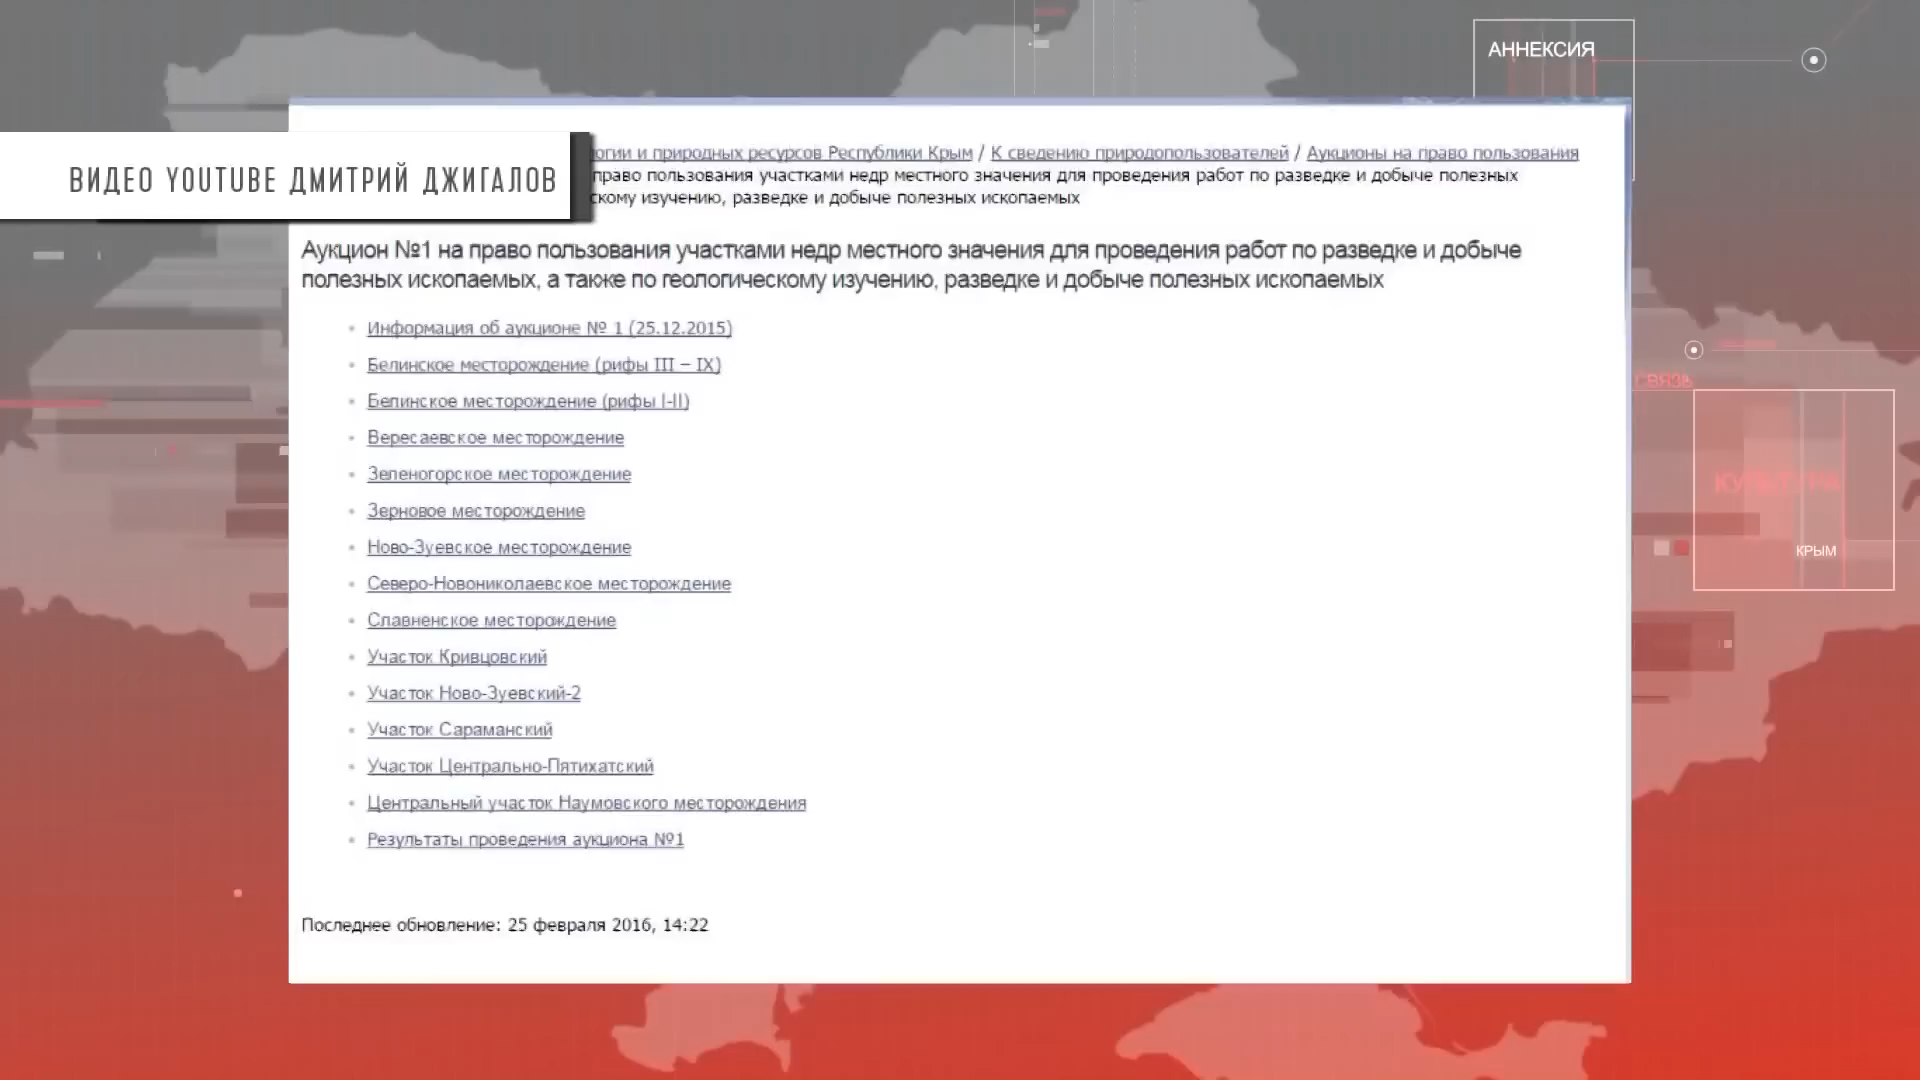 АННЕКСИЯ
ВИДЕО YOUTUBE ДМИТРИЙ ДЖИГАЛОВ
и природных ресурсов Республики Крым / К сведению природопользователей / Аукционы на право пользования
право пользования участками недр местного значения для проведения работ по разведке и добыче полезных
изучению, разведке и добыче полезных ископаемых
Аукцион №1 на право пользования участками недр местного значения для проведения работ по разведке и добыче
полезных ископаемых, а также по геологическому изучению, разведке и добыче полезных ископаемых
Информация об аукционе № 1 (25.12.2015)
Белинское месторождение (рифы III – IX)
Белинское месторождение (рифы I-II)
Вересаевское месторождение
Зеленогорское месторождение
Зерновое месторождение
Ново-Зуевское месторождение
Северо-Новониколаевское месторождение
Славненское месторождение
Участок Кривцовский
Участок Ново-Зуевский-2
Участок Сараманский
Участок Центрально-Пятихатский
Центральный участок Наумовского месторождения
Результаты проведения аукциона №1
Последнее обновление: 25 февраля 2016, 14:22
СВЯЗЬ
КУЛЬТУРА
КРЫМ